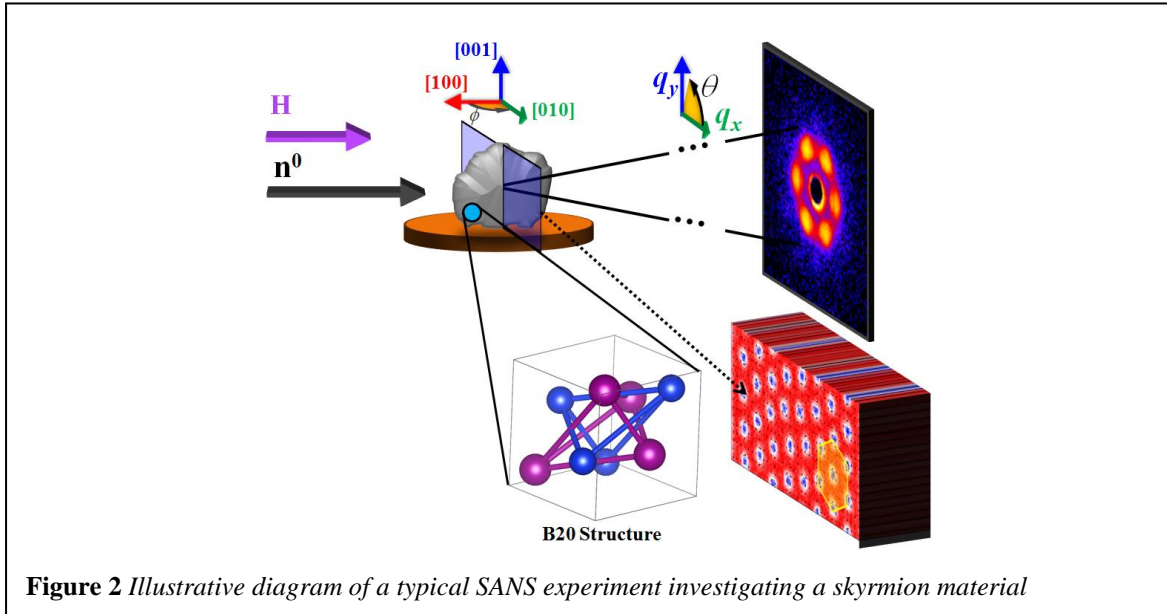 [001]
[100]
[010]
ϕ
H
n⁰
q_y
θ
q_x
B20 Structure
Figure 2 Illustrative diagram of a typical SANS experiment investigating a skyrmion material